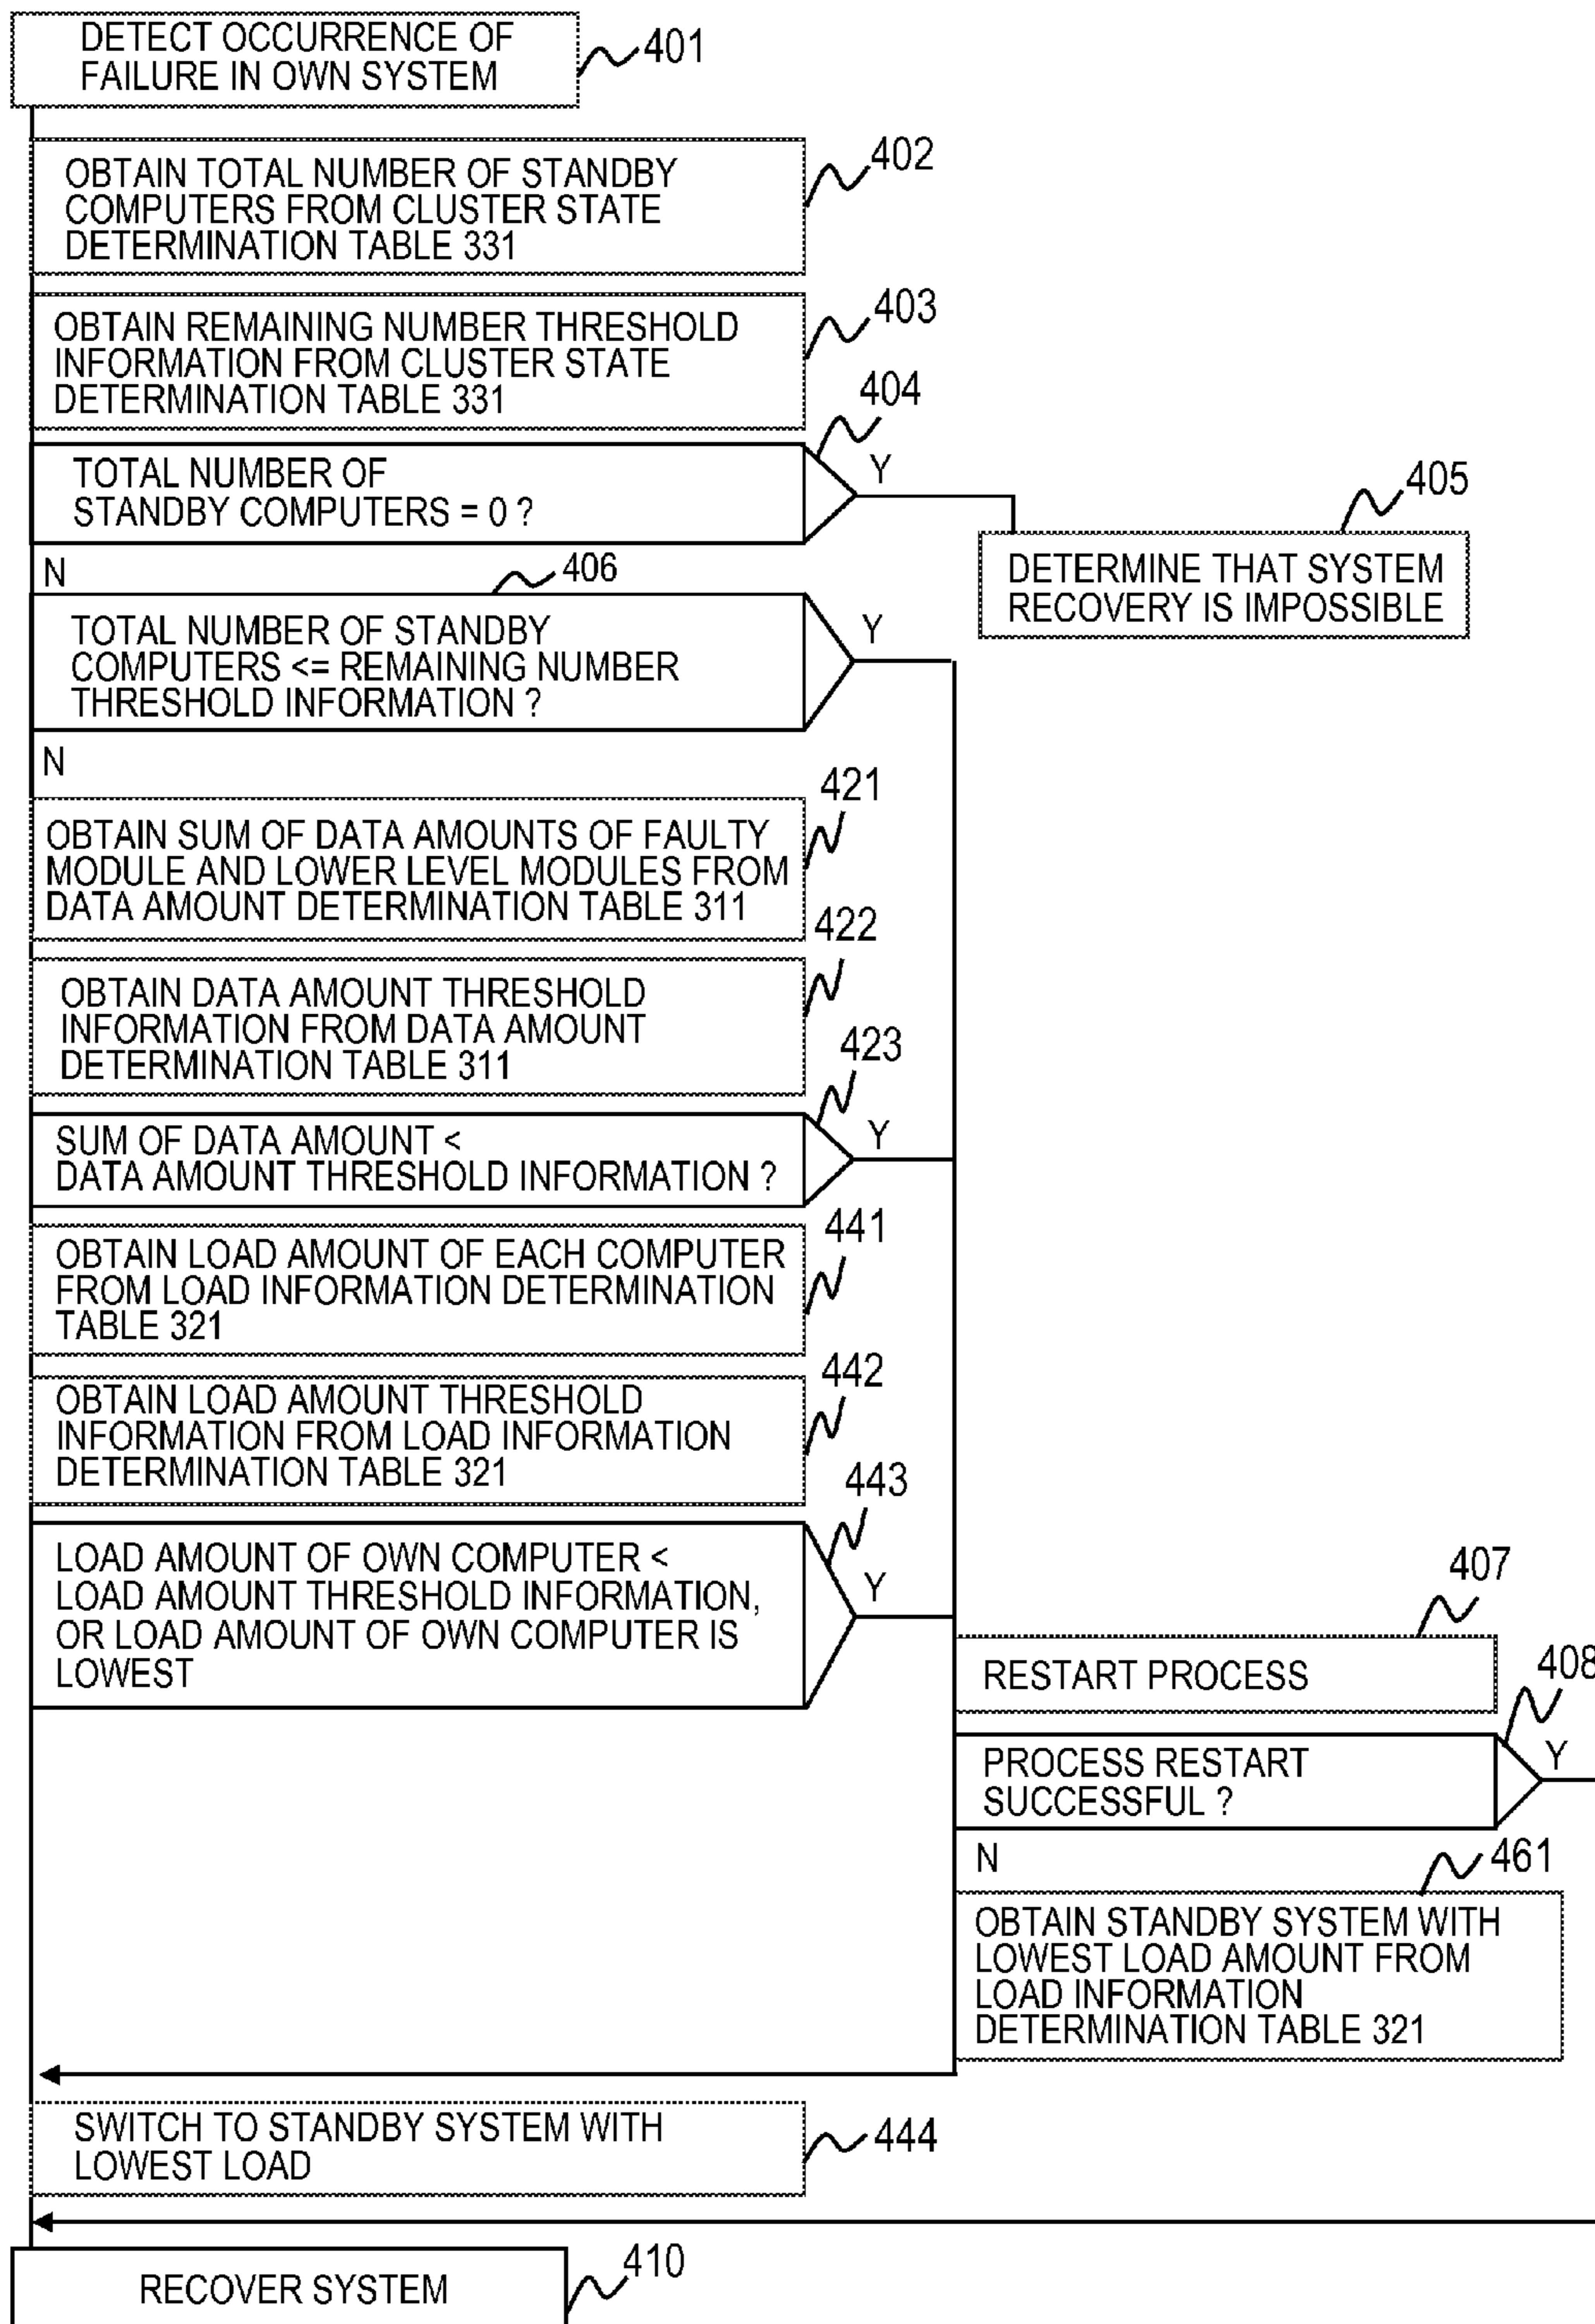 DETECT OCCURRENCE OF
FAILURE IN OWN SYSTEM
401
OBTAIN TOTAL NUMBER OF STANDBY
COMPUTERS FROM CLUSTER STATE
DETERMINATION TABLE 331
402
OBTAIN REMAINING NUMBER THRESHOLD
INFORMATION FROM CLUSTER STATE
DETERMINATION TABLE 331
403
TOTAL NUMBER OF
STANDBY COMPUTERS = 0 ?
404
Y
405
DETERMINE THAT SYSTEM
RECOVERY IS IMPOSSIBLE
N
406
TOTAL NUMBER OF STANDBY
COMPUTERS <= REMAINING NUMBER
THRESHOLD INFORMATION ?
Y
N
421
OBTAIN SUM OF DATA AMOUNTS OF FAULTY
MODULE AND LOWER LEVEL MODULES FROM
DATA AMOUNT DETERMINATION TABLE 311
422
OBTAIN DATA AMOUNT THRESHOLD
INFORMATION FROM DATA AMOUNT
DETERMINATION TABLE 311
423
SUM OF DATA AMOUNT <
DATA AMOUNT THRESHOLD INFORMATION ?
Y
441
OBTAIN LOAD AMOUNT OF EACH COMPUTER
FROM LOAD INFORMATION DETERMINATION
TABLE 321
442
OBTAIN LOAD AMOUNT THRESHOLD
INFORMATION FROM LOAD INFORMATION
DETERMINATION TABLE 321
443
LOAD AMOUNT OF OWN COMPUTER <
LOAD AMOUNT THRESHOLD INFORMATION,
OR LOAD AMOUNT OF OWN COMPUTER IS
LOWEST
Y
407
RESTART PROCESS
408
PROCESS RESTART
SUCCESSFUL ?
Y
N
461
OBTAIN STANDBY SYSTEM WITH
LOWEST LOAD AMOUNT FROM
LOAD INFORMATION
DETERMINATION TABLE 321
SWITCH TO STANDBY SYSTEM WITH
LOWEST LOAD
444
RECOVER SYSTEM
410